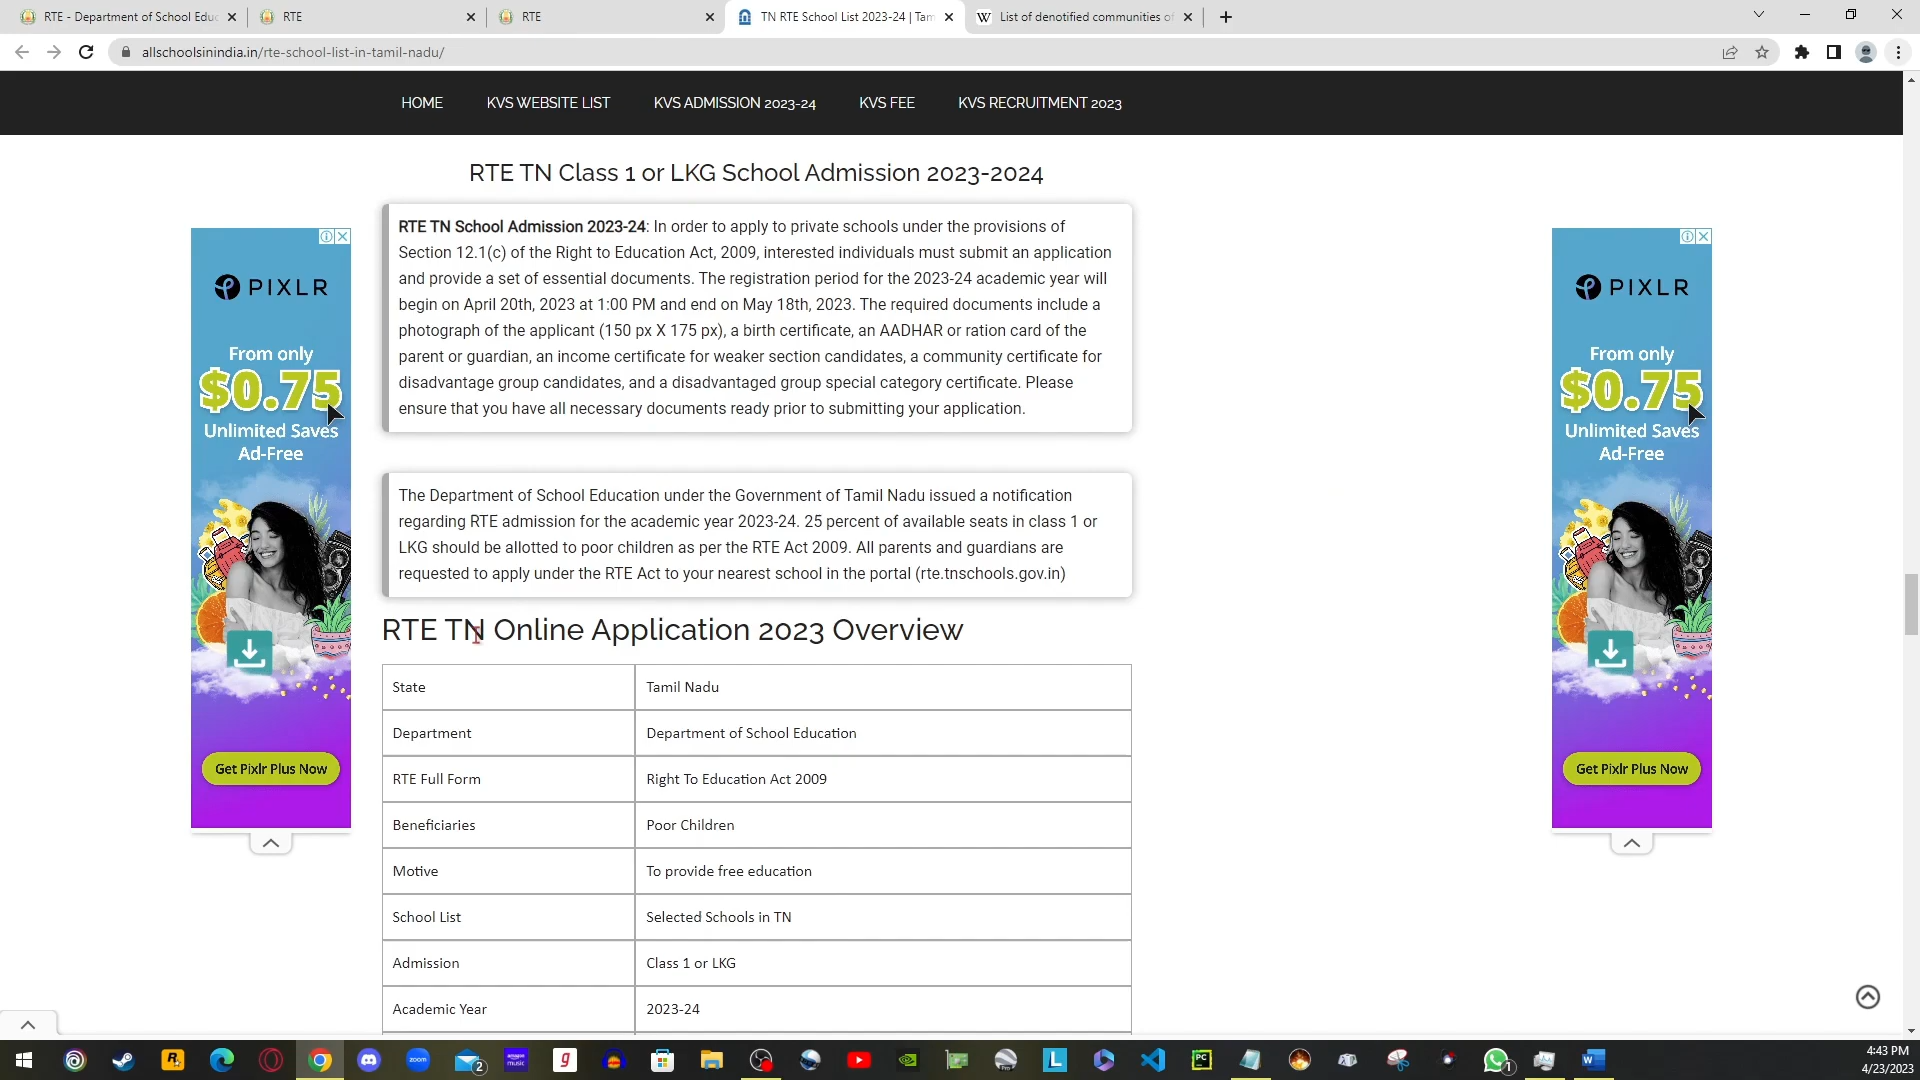 RTE - Department of School Educ
RTE
RTE
TN RTE School List 2023-24 | Tam
W List of denotified communities of
allschoolsinindia.in/rte-school-list-in-tamil-nadu/
HOME
KVS WEBSITE LIST
KVS ADMISSION 2023-24
KVS FEE
KVS RECRUITMENT 2023
RTE TN Class 1 or LKG School Admission 2023-2024
RTE TN School Admission 2023-24: In order to apply to private schools under the provisions of
Section 12.1(c) of the Right to Education Act, 2009, interested individuals must submit an application
and provide a set of essential documents. The registration period for the 2023-24 academic year will
begin on April 20th, 2023 at 1:00 PM and end on May 18th, 2023. The required documents include a
photograph of the applicant (150 px X 175 px), a birth certificate, an AADHAR or ration card of the
parent or guardian, an income certificate for weaker section candidates, a community certificate for
disadvantage group candidates, and a disadvantaged group special category certificate. Please
ensure that you have all necessary documents ready prior to submitting your application.
The Department of School Education under the Government of Tamil Nadu issued a notification
regarding RTE admission for the academic year 2023-24. 25 percent of available seats in class 1 or
LKG should be allotted to poor children as per the RTE Act 2009. All parents and guardians are
requested to apply under the RTE Act to your nearest school in the portal (rte.tnschools.gov.in)
RTE TN Online Application 2023 Overview
State Tamil Nadu
Department Department of School Education
RTE Full Form Right To Education Act 2009
Beneficiaries Poor Children
Motive To provide free education
School List Selected Schools in TN
Admission Class 1 or LKG
Academic Year 2023-24
PIXLR
From only
$0.75
Unlimited Saves
Ad-Free
Get Pixlr Plus Now
PIXLR
From only
$0.75
Unlimited Saves
Ad-Free
Get Pixlr Plus Now
R
zoom
2
amazon music
g
Pro
L
PC
1
W
4:43 PM
4/23/2023